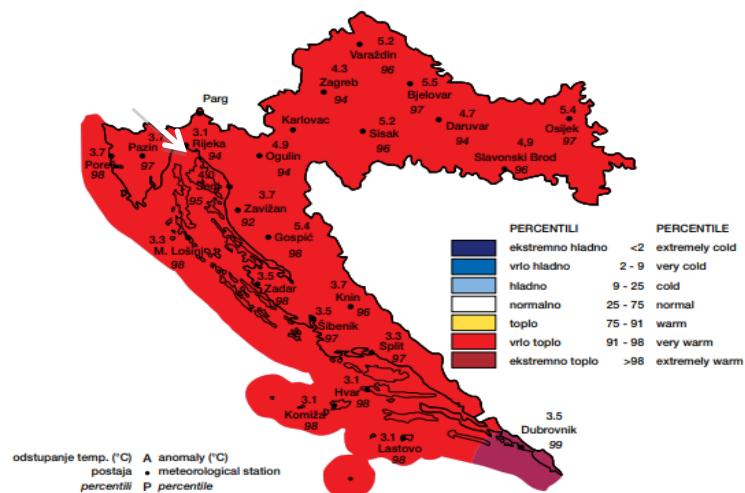 5.2
Varaždin
96
4.3
Zagreb
94
5.5
Bjelovar
97
Parg
Karlovac
5.2
Sisak
96
4.7
Daruvar
94
5.4
Osijek
97
4,9
Slavonski Brod
96
3.7
Poreč
98
3.7
Pazin
97
3.1
Rijeka
94
4.9
Ogulin
94
Senj
95
3.7
Zavižan
92
5.4
Gospić
98
3.3
M. Lošinj
98
3.5
Zadar
98
3.7
Knin
96
3.5
Šibenik
97
3.3
Split
97
3.1
Hvar
98
3.1
Komiža
98
3.1
Lastovo
98
3.5
Dubrovnik
99
PERCENTILI PERCENTILE
ekstremno hladno <2 extremely cold
vrlo hladno 2 - 9 very cold
hladno 9 - 25 cold
normalno 25 - 75 normal
toplo 75 - 91 warm
vrlo toplo 91 - 98 very warm
ekstremno toplo >98 extremely warm
odstupanje temp. (°C) A anomaly (°C)
postaja • meteorological station
percentili P percentile